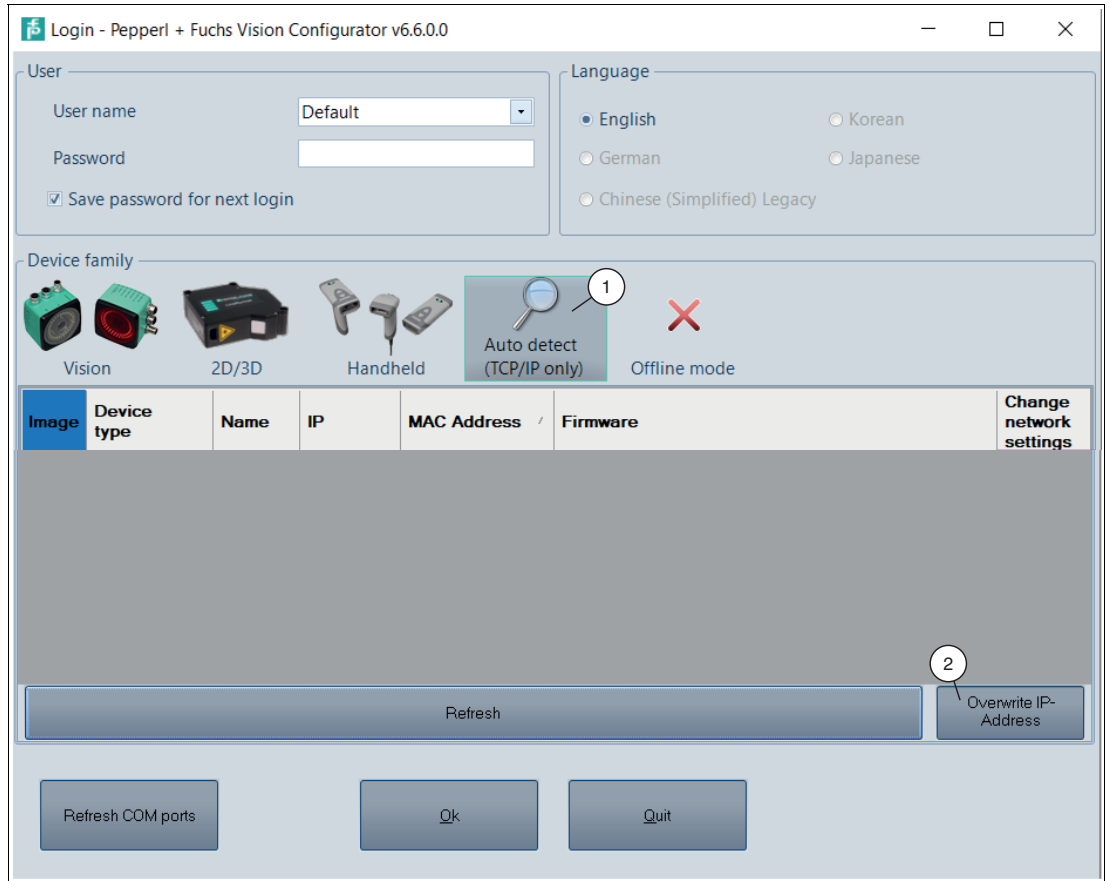 Login - Pepperl + Fuchs Vision Configurator v6.6.0.0
User
User name
Default
Password
Save password for next login
Language
English
Korean
German
Japanese
Chinese (Simplified) Legacy
Device family
1
Vision
2D/3D
Handheld
Auto detect
(TCP/IP only)
Offline mode
Image
Device
type
Name
IP
MAC Address
Firmware
Change
network
settings
2
Refresh
Overwrite IP-
Address
Refresh COM ports
Ok
Quit